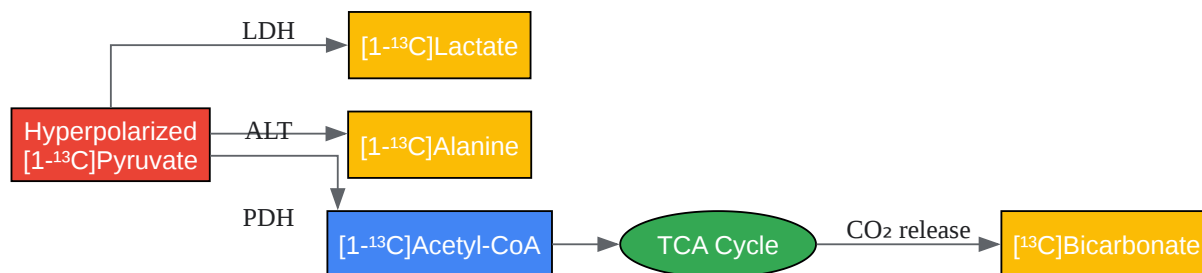 LDH
[1-¹³C]Lactate
Hyperpolarized
[1-¹³C]Pyruvate
ALT
[1-¹³C]Alanine
PDH
[1-¹³C]Acetyl-CoA
TCA Cycle
CO₂ release
[¹³C]Bicarbonate